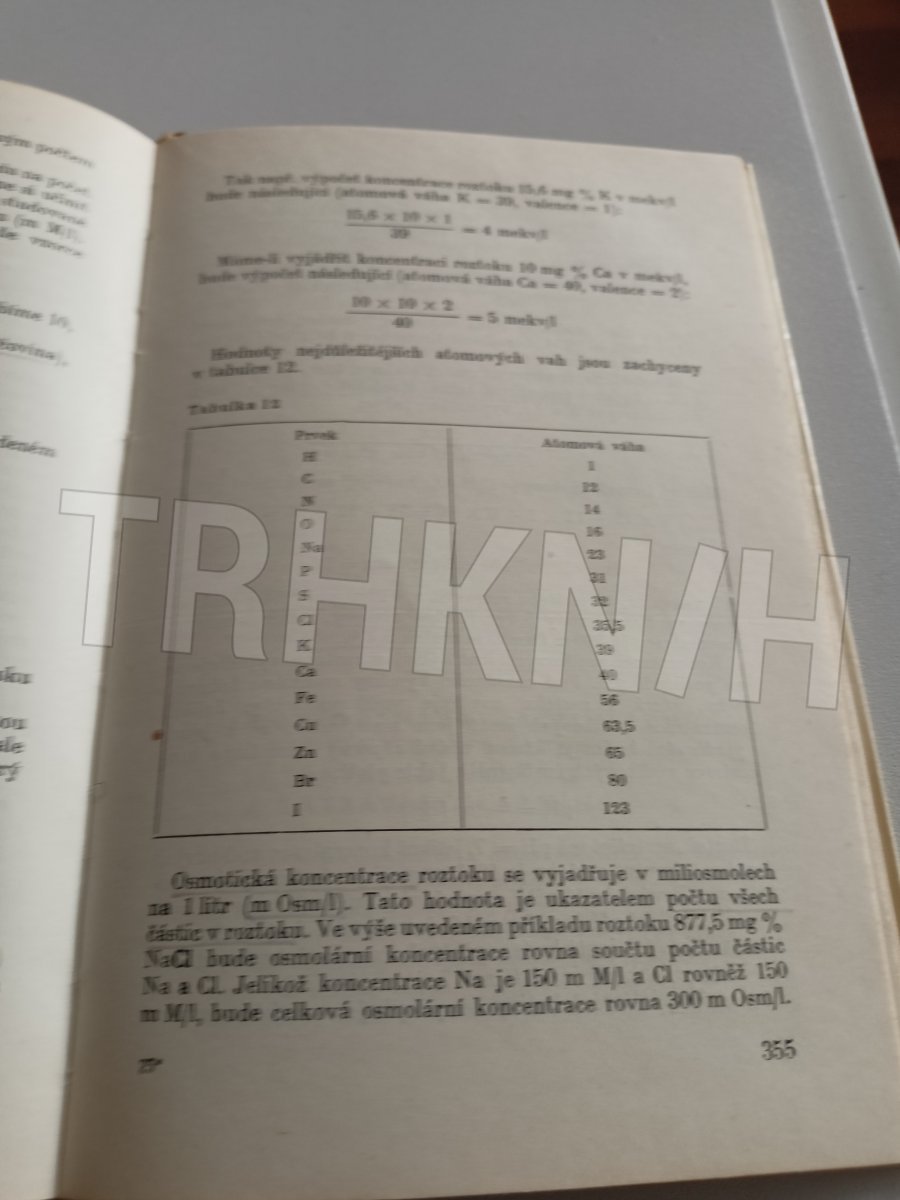 ným počtem
Tak např. výpočet koncentrace roztoku 15,6 mg % K v mekv/l
bude následující (atomová váha K = 39, valence = 1):
15,6 × 10 × 1
39
= 4 mekv/l
Máme-li vyjádřit koncentraci roztoku 10 mg % Ca v mekv/l,
bude výpočet následující (atomová váha Ca = 40, valence = 2):
10 × 10 × 2
40
= 5 mekv/l
Hodnoty nejdůležitějších atomových vah jsou zachyceny
v tabulce 12.
Tabulka 12
Prvek Atomová váha
H 1
C 12
N 14
O 16
Na 23
P 31
S 32
Cl 35,5
K 39
Ca 40
Fe 56
Cu 63,5
Zn 65
Br 80
I 123
TRHKN/H
Osmotická koncentrace roztoku se vyjadřuje v miliosmolech
na 1 litr (m Osm/l). Tato hodnota je ukazatelem počtu všech
částic v roztoku. Ve výše uvedeném příkladu roztoku 877,5 mg %
NaCl bude osmolární koncentrace rovna součtu počtu částic
Na a Cl. Jelikož koncentrace Na je 150 m M/l a Cl rovněž 150
m M/l, bude celková osmolární koncentrace rovna 300 m Osm/l.
355